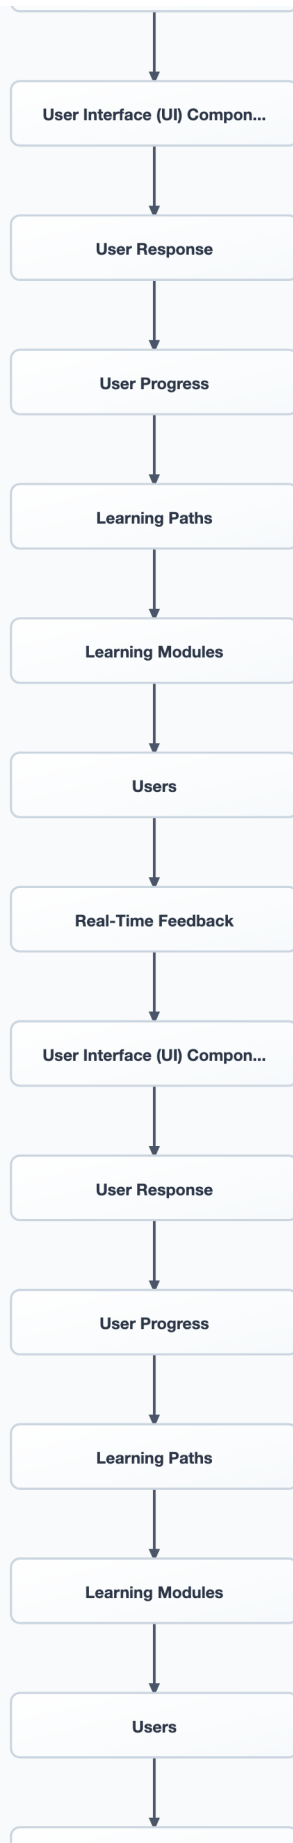 User Interface (UI) Compon...
User Response
User Progress
Learning Paths
Learning Modules
Users
Real-Time Feedback
User Interface (UI) Compon...
User Response
User Progress
Learning Paths
Learning Modules
Users